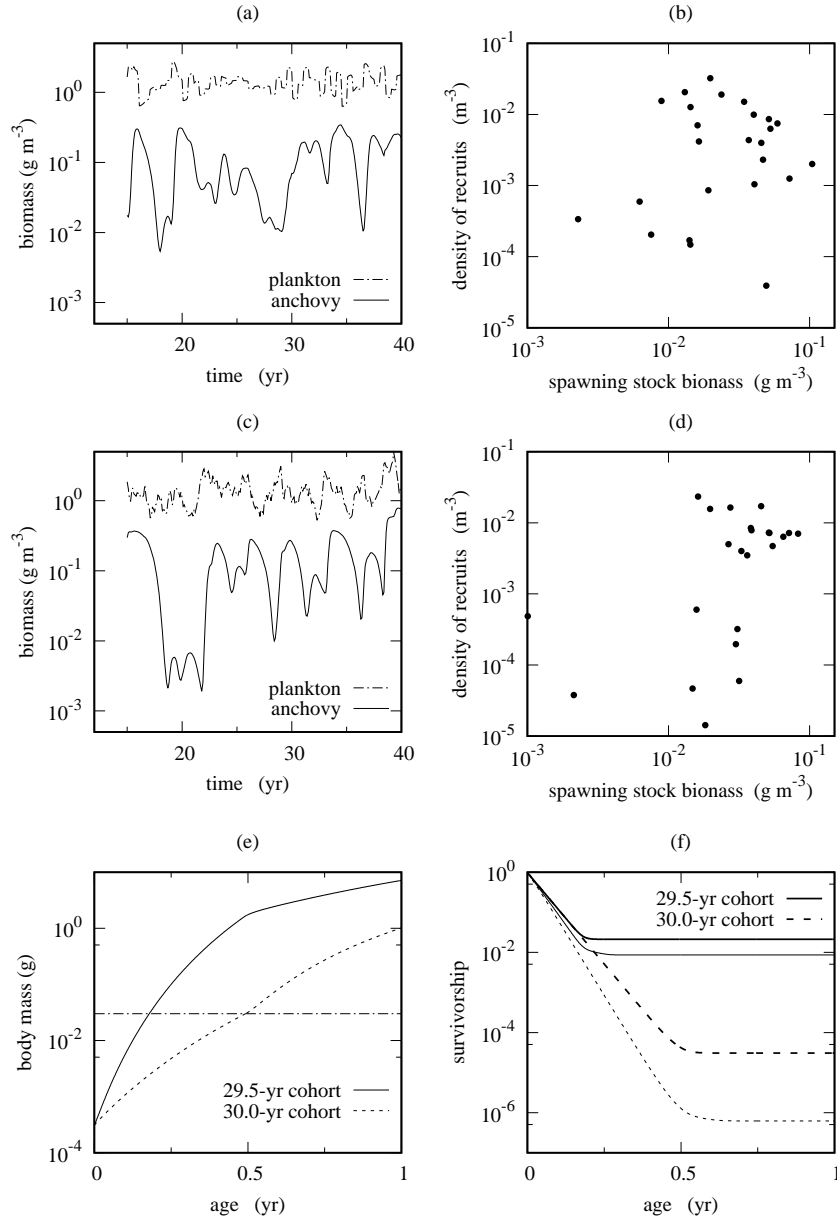 (a)
biomass (g m-3)
10^0
10^-1
10^-2
10^-3
plankton
anchovy
20
30
40
time (yr)
(b)
density of recruits (m-3)
10^-1
10^-2
10^-3
10^-4
10^-5
10^-3
10^-2
10^-1
spawning stock bionass (g m-3)
(c)
biomass (g m-3)
10^0
10^-1
10^-2
10^-3
plankton
anchovy
20
30
40
time (yr)
(d)
density of recruits (m-3)
10^-1
10^-2
10^-3
10^-4
10^-5
10^-3
10^-2
10^-1
spawning stock bionass (g m-3)
(e)
body mass (g)
10^0
10^-2
10^-4
29.5-yr cohort
30.0-yr cohort
0
0.5
1
age (yr)
(f)
survivorship
10^0
10^-2
10^-4
10^-6
29.5-yr cohort
30.0-yr cohort
0
0.5
1
age (yr)